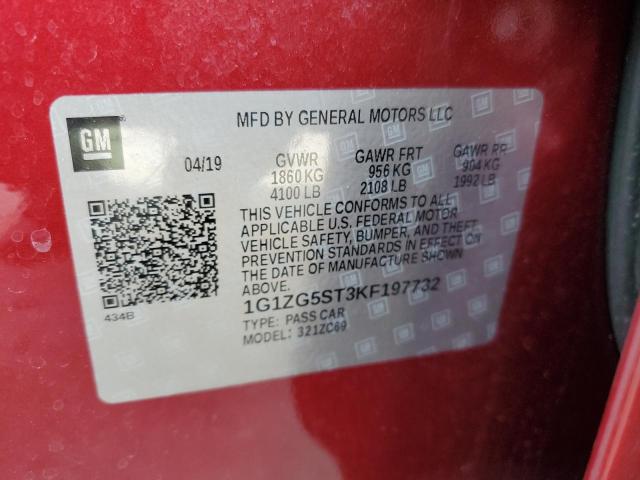 GM
MFD BY GENERAL MOTORS LLC
04/19 GVWR GAWR FRT GAWR RR
1860 KG 956 KG 904 KG
4100 LB 2108 LB 1992 LB
THIS VEHICLE CONFORMS TO ALL
APPLICABLE U.S. FEDERAL MOTOR
VEHICLE SAFETY, BUMPER, AND THEFT
PREVENTION STANDARDS IN EFFECT ON
THE DATE OF MANUFACTURE SHOWN
ABOVE.
1G1ZG5ST3KF197732
TYPE: PASS CAR
MODEL: 321ZC69
434B